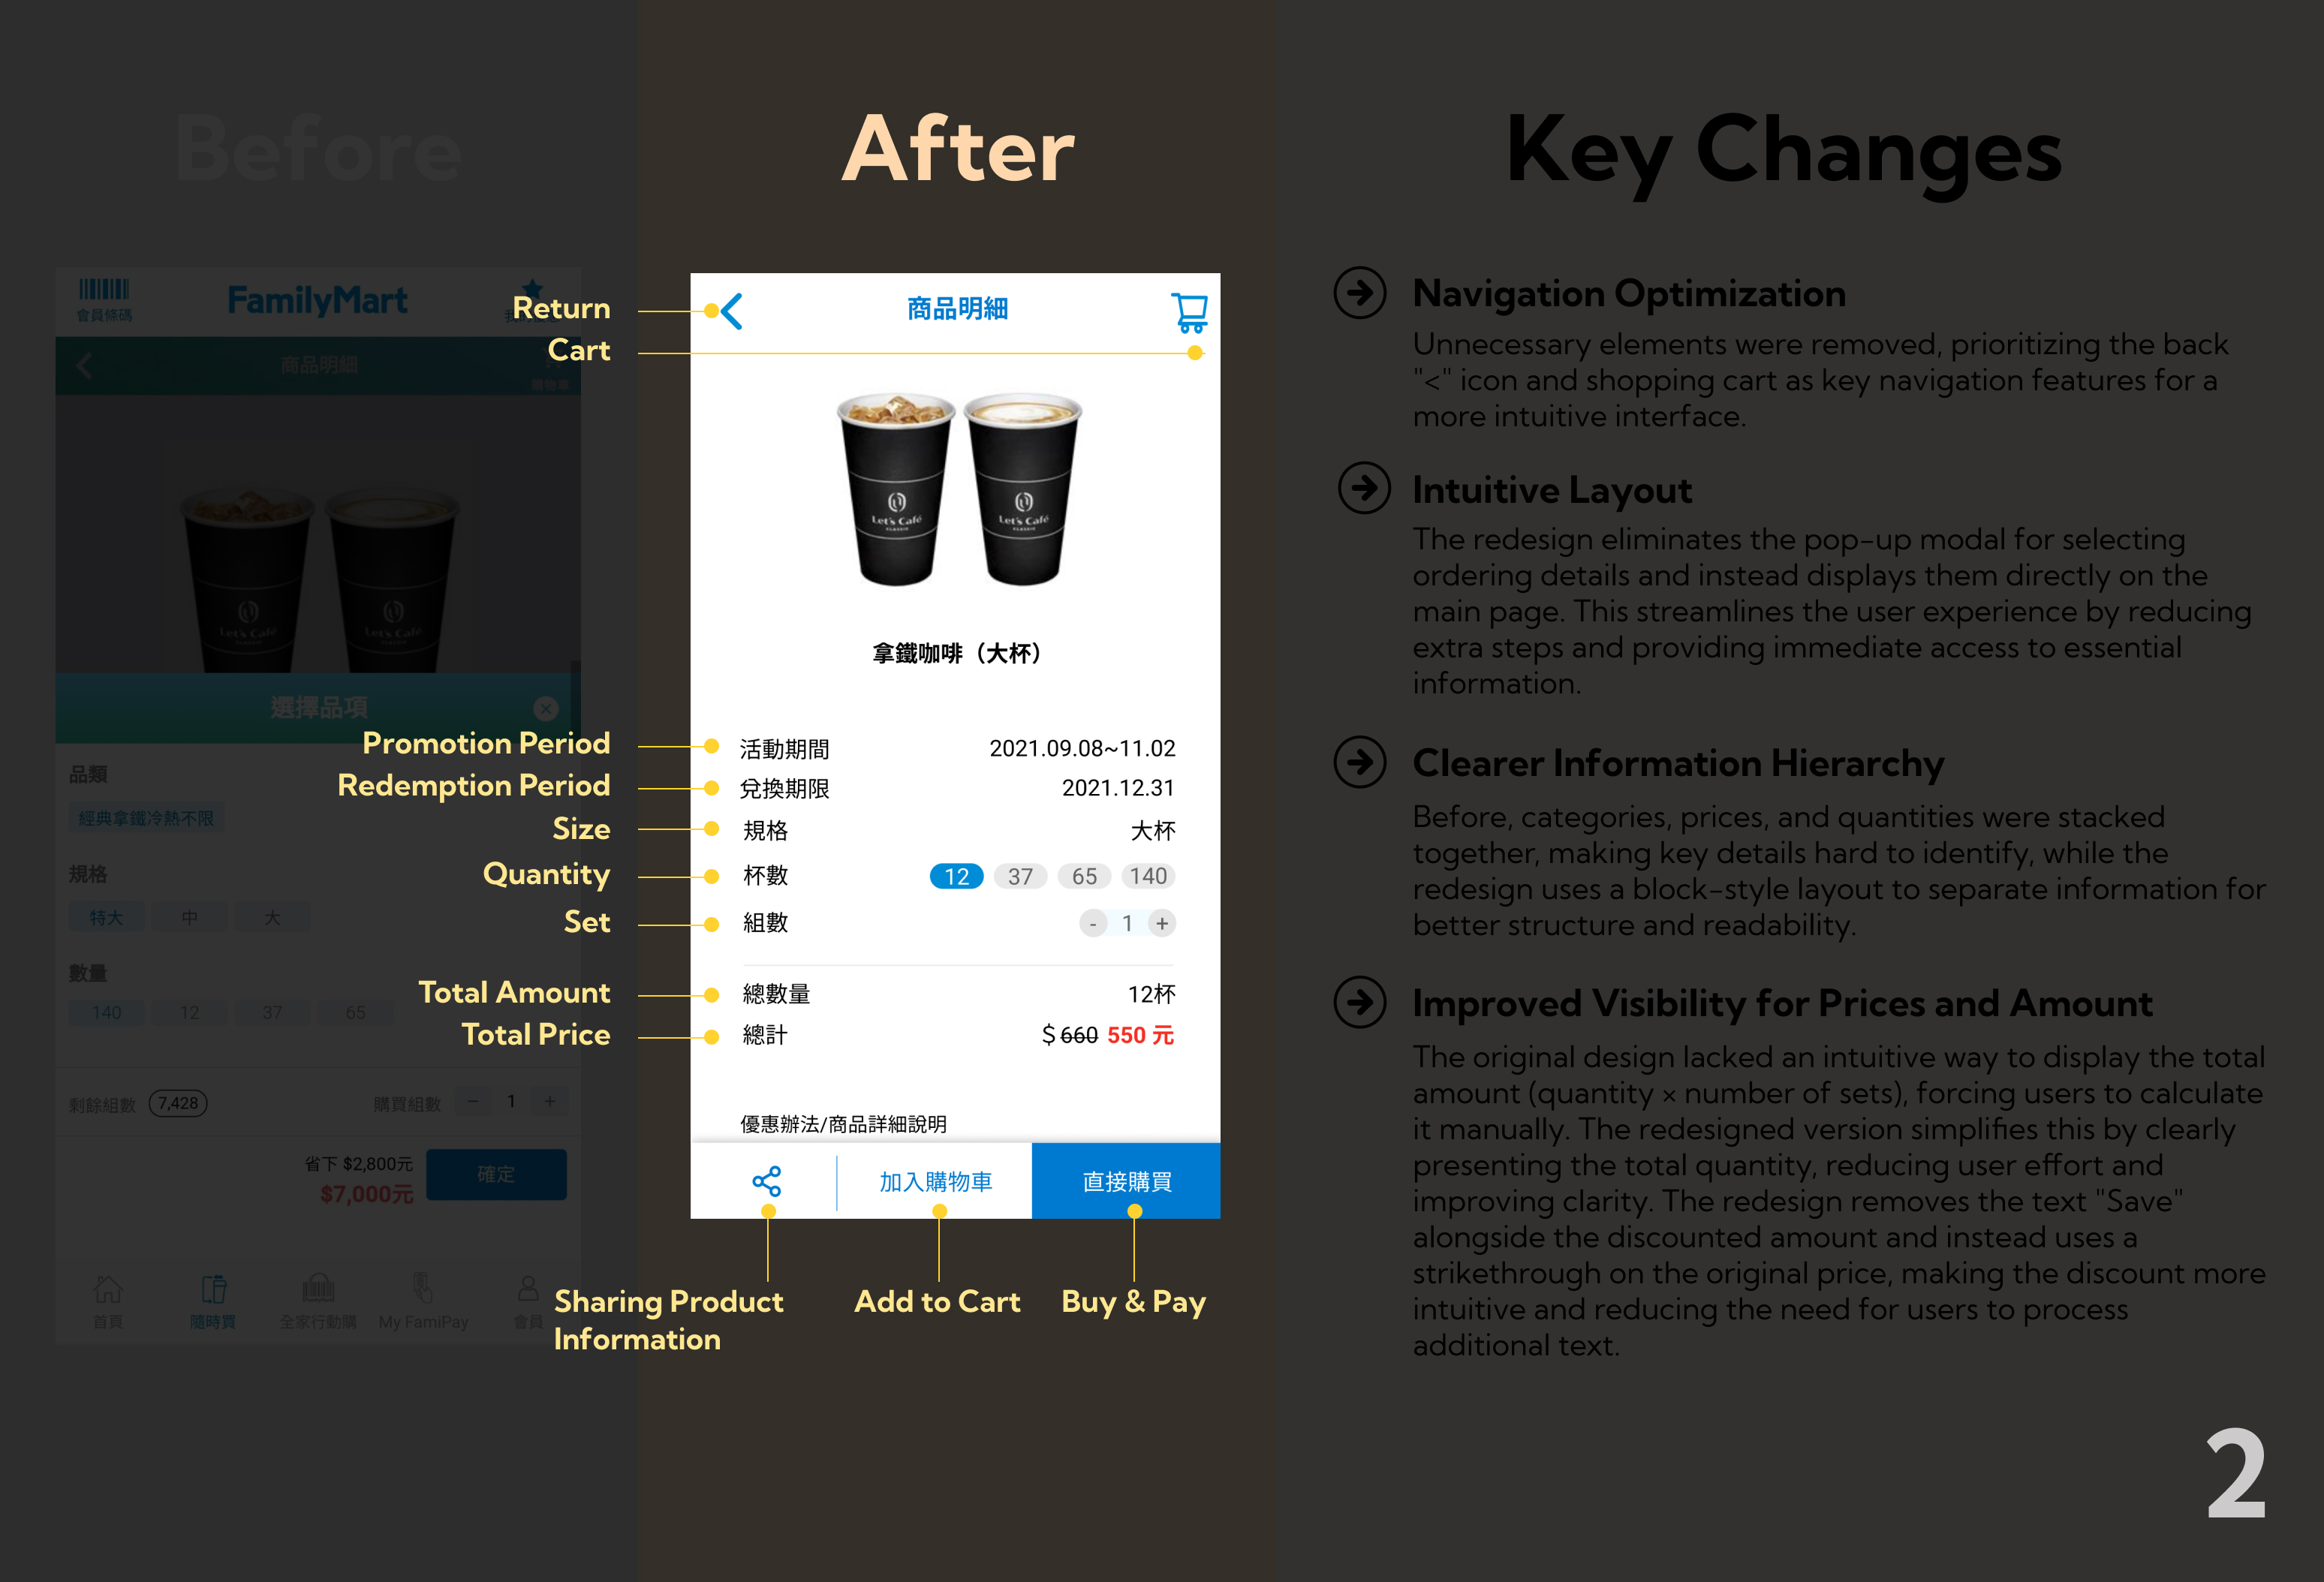 Before
會員條碼
FamilyMart
商品明細
購物車
Let's Café
CLASSIC
Let's Café
CLASSIC
選擇品項
品類
經典拿鐵冷熱不限
規格
特大 中 大
數量
140 12 37 65
剩餘組數 7,428 購買組數 − 1 +
省下 $2,800元
$7,000元
確定
首頁 隨時買 全家行動購 My FamiPay 會員
After
Return
Cart
商品明細
Let's Café
CLASSIC
Let's Café
CLASSIC
拿鐵咖啡（大杯）
Promotion Period
活動期間 2021.09.08~11.02
Redemption Period
兌換期限 2021.12.31
Size
規格 大杯
Quantity
杯數 12 37 65 140
Set
組數 - 1 +
Total Amount
總數量 12杯
Total Price
總計 $660 550 元
優惠辦法/商品詳細說明
加入購物車 直接購買
Sharing Product
Information
Add to Cart
Buy & Pay
Key Changes
Navigation Optimization
Unnecessary elements were removed, prioritizing the back
"<" icon and shopping cart as key navigation features for a
more intuitive interface.
Intuitive Layout
The redesign eliminates the pop-up modal for selecting
ordering details and instead displays them directly on the
main page. This streamlines the user experience by reducing
extra steps and providing immediate access to essential
information.
Clearer Information Hierarchy
Before, categories, prices, and quantities were stacked
together, making key details hard to identify, while the
redesign uses a block-style layout to separate information for
better structure and readability.
Improved Visibility for Prices and Amount
The original design lacked an intuitive way to display the total
amount (quantity × number of sets), forcing users to calculate
it manually. The redesigned version simplifies this by clearly
presenting the total quantity, reducing user effort and
improving clarity. The redesign removes the text "Save"
alongside the discounted amount and instead uses a
strikethrough on the original price, making the discount more
intuitive and reducing the need for users to process
additional text.
2